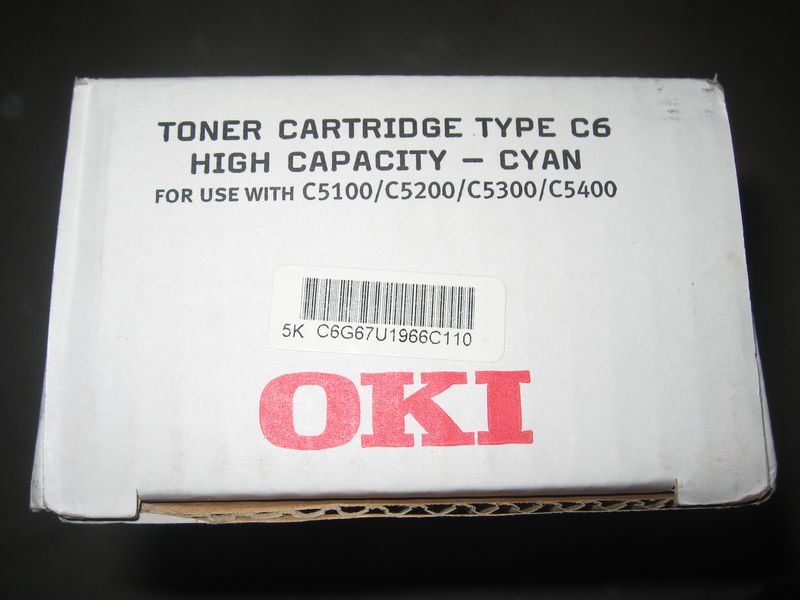 TONER CARTRIDGE TYPE C6
HIGH CAPACITY – CYAN
FOR USE WITH C5100/C5200/C5300/C5400
5K C6G67U1966C110
OKI